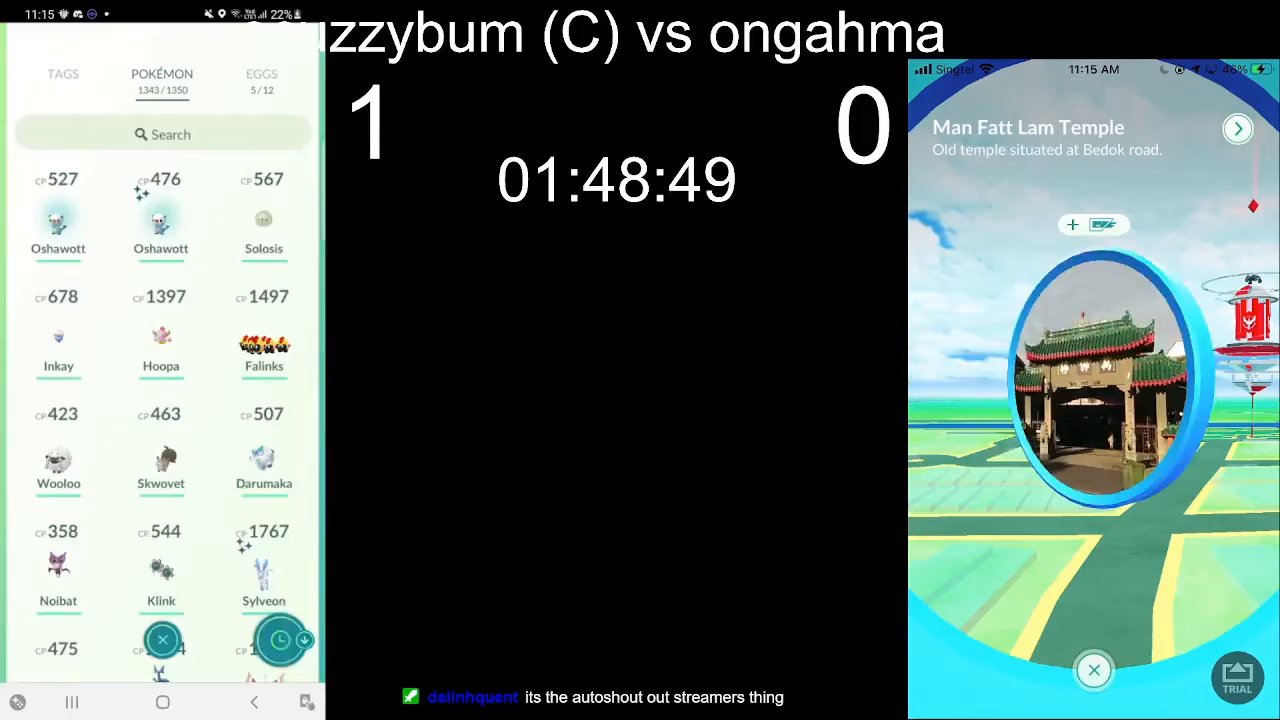 11:15
22%
zzybum (C) vs ongahma
1
0
01:48:49
TAGS
POKÉMON
EGGS
1343 / 1350
5 / 12
Search
CP527
CP476
CP567
Oshawott
Oshawott
Solosis
CP678
CP1397
CP1497
Inkay
Hoopa
Falinks
CP423
CP463
CP507
Wooloo
Skwovet
Darumaka
CP358
CP544
CP1767
Noibat
Klink
Sylveon
CP475
Singtel
11:15 AM
46%
Man Fatt Lam Temple
Old temple situated at Bedok road.
TRIAL
delinhquent its the autoshout out streamers thing